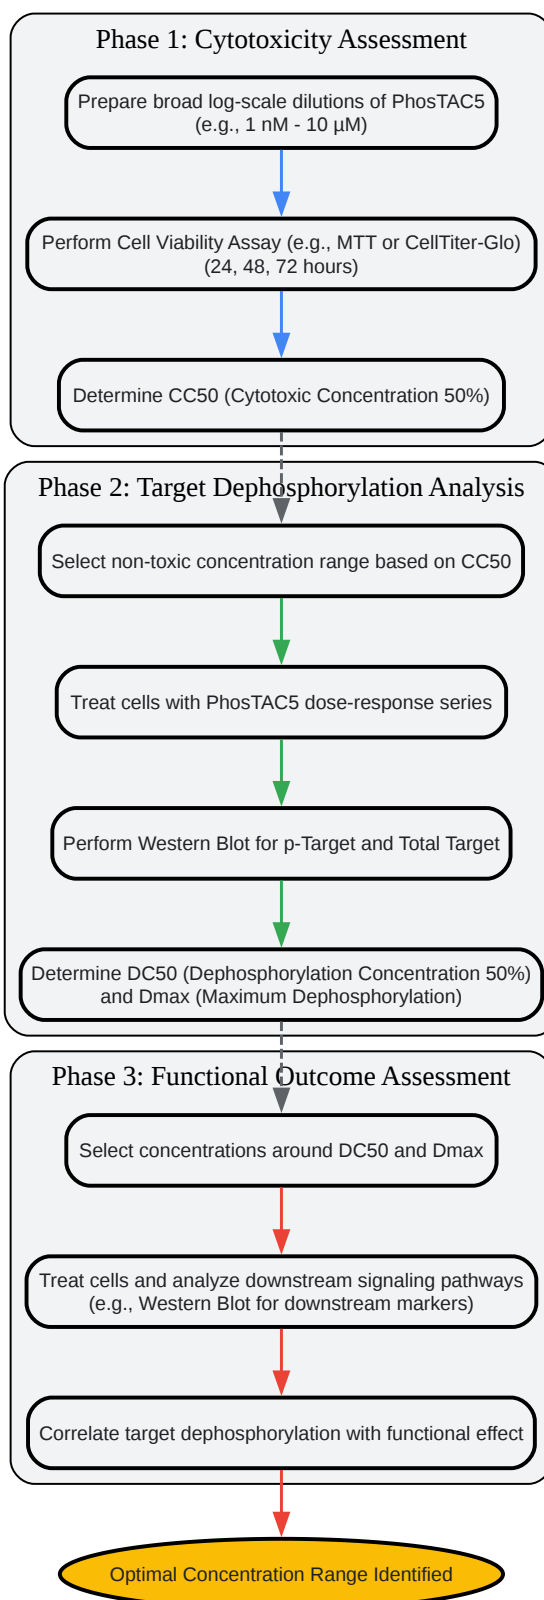 Phase 1: Cytotoxicity Assessment
Prepare broad log-scale dilutions of PhosTAC5
(e.g., 1 nM - 10 µM)
Perform Cell Viability Assay (e.g., MTT or CellTiter-Glo)
(24, 48, 72 hours)
Determine CC50 (Cytotoxic Concentration 50%)
Phase 2: Target Dephosphorylation Analysis
Select non-toxic concentration range based on CC50
Treat cells with PhosTAC5 dose-response series
Perform Western Blot for p-Target and Total Target
Determine DC50 (Dephosphorylation Concentration 50%)
and Dmax (Maximum Dephosphorylation)
Phase 3: Functional Outcome Assessment
Select concentrations around DC50 and Dmax
Treat cells and analyze downstream signaling pathways
(e.g., Western Blot for downstream markers)
Correlate target dephosphorylation with functional effect
Optimal Concentration Range Identified